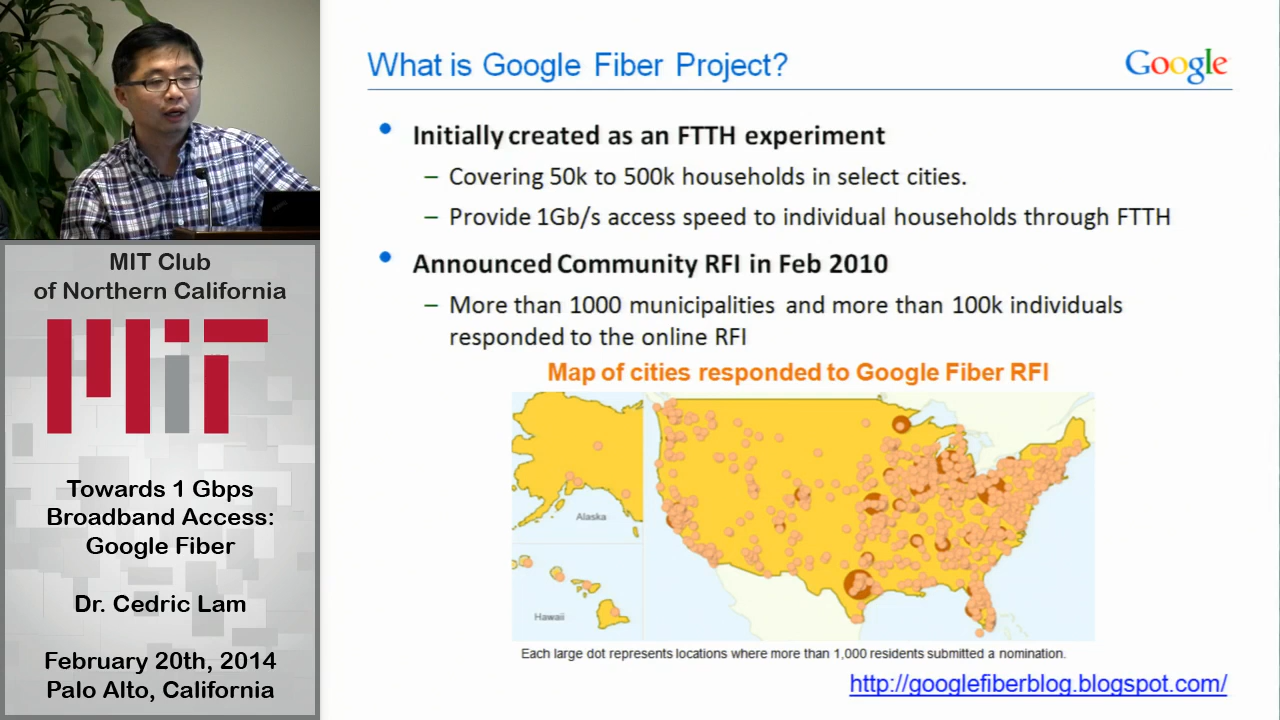 What is Google Fiber Project?
Google
• Initially created as an FTTH experiment
– Covering 50k to 500k households in select cities.
– Provide 1Gb/s access speed to individual households through FTTH
• Announced Community RFI in Feb 2010
– More than 1000 municipalities and more than 100k individuals
responded to the online RFI
Map of cities responded to Google Fiber RFI
Alaska
Hawaii
Each large dot represents locations where more than 1,000 residents submitted a nomination.
http://googlefiberblog.blogspot.com/
MIT Club
of Northern California
MIT
Towards 1 Gbps
Broadband Access:
Google Fiber
Dr. Cedric Lam
February 20th, 2014
Palo Alto, California